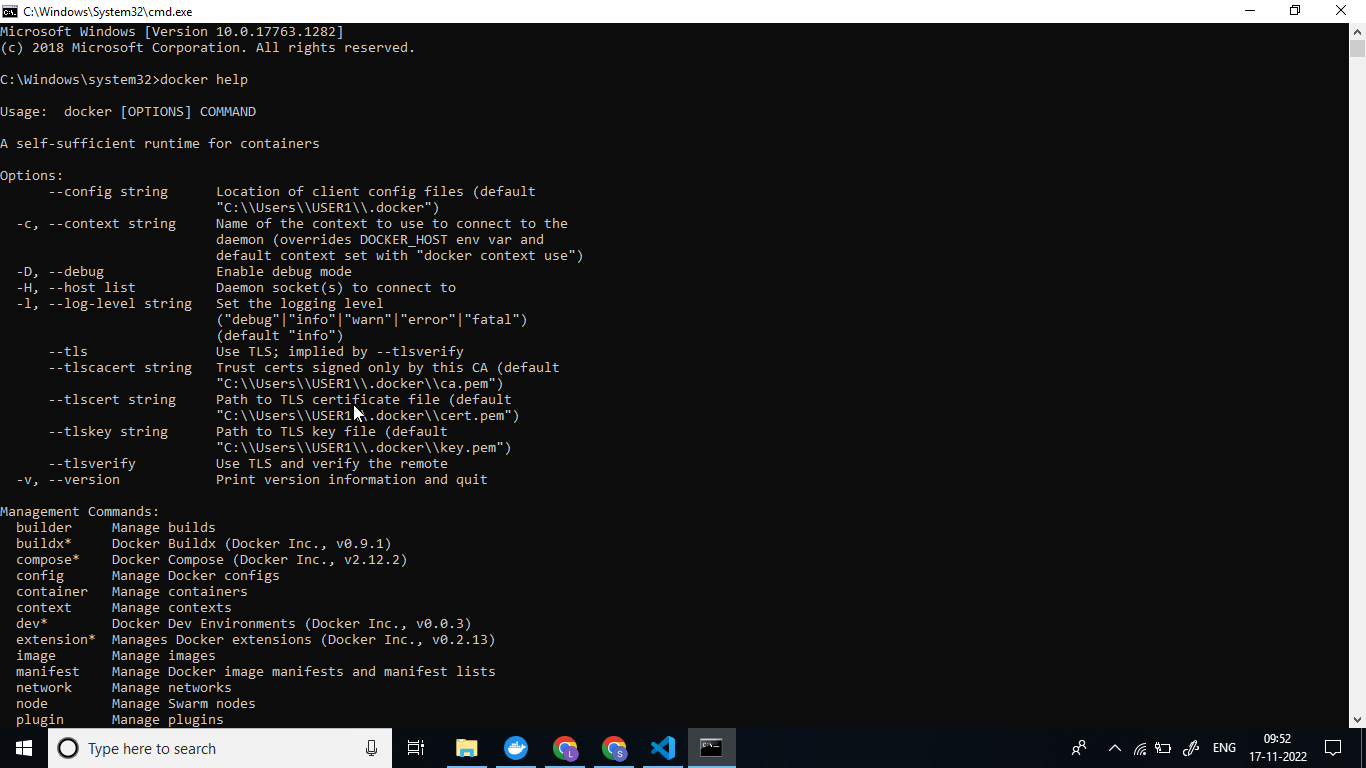 C:\Windows\System32\cmd.exe
Microsoft Windows [Version 10.0.17763.1282]
(c) 2018 Microsoft Corporation. All rights reserved.
C:\Windows\system32>docker help
Usage:  docker [OPTIONS] COMMAND
A self-sufficient runtime for containers
Options:
      --config string      Location of client config files (default
                           "C:\\Users\\USER1\\.docker")
  -c, --context string     Name of the context to use to connect to the
                           daemon (overrides DOCKER_HOST env var and
                           default context set with "docker context use")
  -D, --debug              Enable debug mode
  -H, --host list          Daemon socket(s) to connect to
  -l, --log-level string   Set the logging level
                           ("debug"|"info"|"warn"|"error"|"fatal")
                           (default "info")
      --tls                Use TLS; implied by --tlsverify
      --tlscacert string   Trust certs signed only by this CA (default
                           "C:\\Users\\USER1\\.docker\\ca.pem")
      --tlscert string     Path to TLS certificate file (default
                           "C:\\Users\\USER1\\.docker\\cert.pem")
      --tlskey string      Path to TLS key file (default
                           "C:\\Users\\USER1\\.docker\\key.pem")
      --tlsverify          Use TLS and verify the remote
  -v, --version            Print version information and quit
Management Commands:
  builder     Manage builds
  buildx*     Docker Buildx (Docker Inc., v0.9.1)
  compose*    Docker Compose (Docker Inc., v2.12.2)
  config      Manage Docker configs
  container   Manage containers
  context     Manage contexts
  dev*        Docker Dev Environments (Docker Inc., v0.0.3)
  extension*  Manages Docker extensions (Docker Inc., v0.2.13)
  image       Manage images
  manifest    Manage Docker image manifests and manifest lists
  network     Manage networks
  node        Manage Swarm nodes
  plugin      Manage plugins
Type here to search
L
S
ENG
09:52
17-11-2022